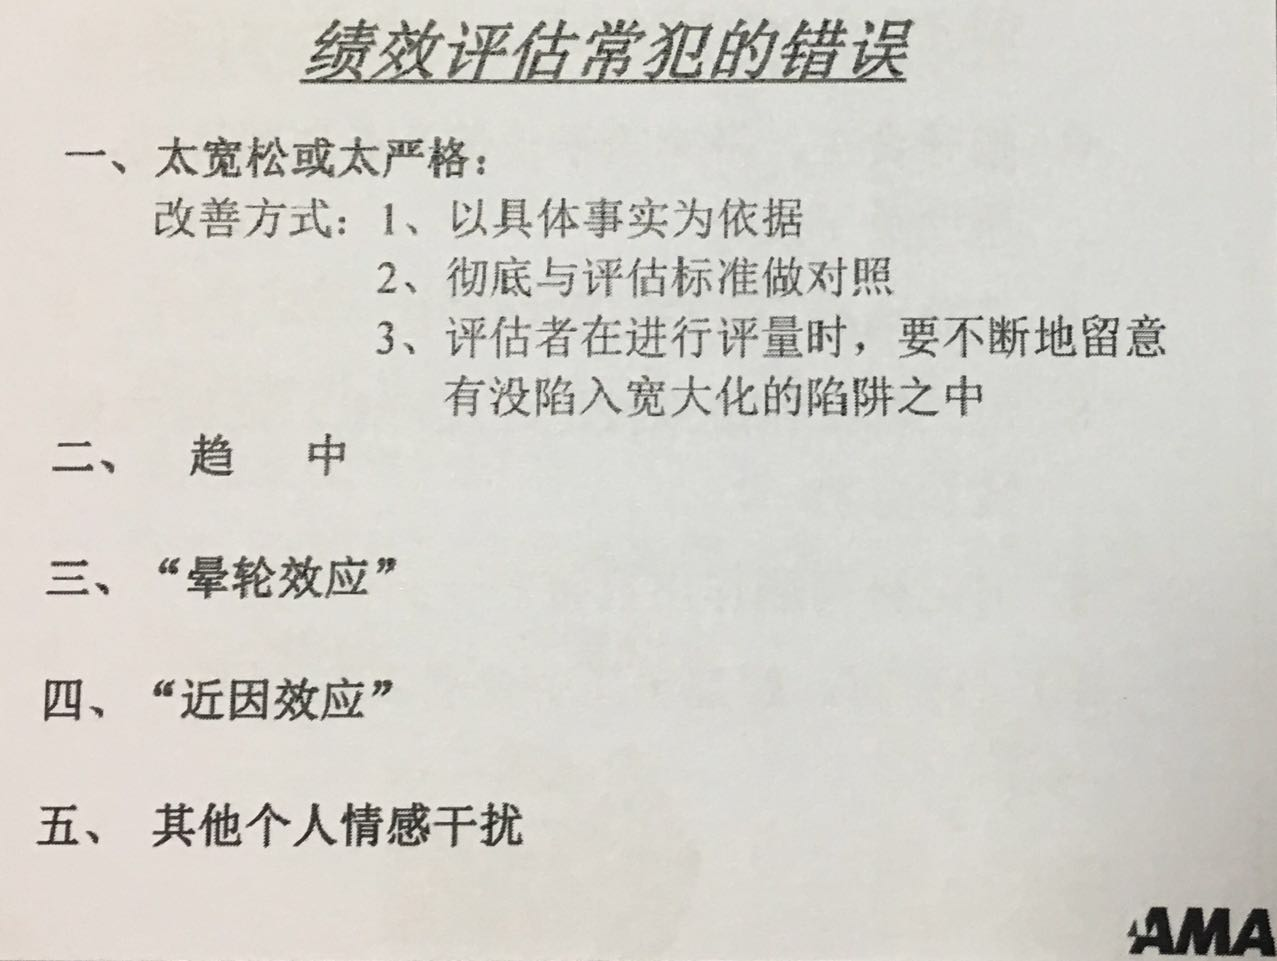 绩效评估常犯的错误
一、太宽松或太严格：
改善方式：1、以具体事实为依据
2、彻底与评估标准做对照
3、评估者在进行评量时，要不断地留意
有没陷入宽大化的陷阱之中
二、 趋 中
三、“晕轮效应”
四、“近因效应”
五、 其他个人情感干扰
AMA